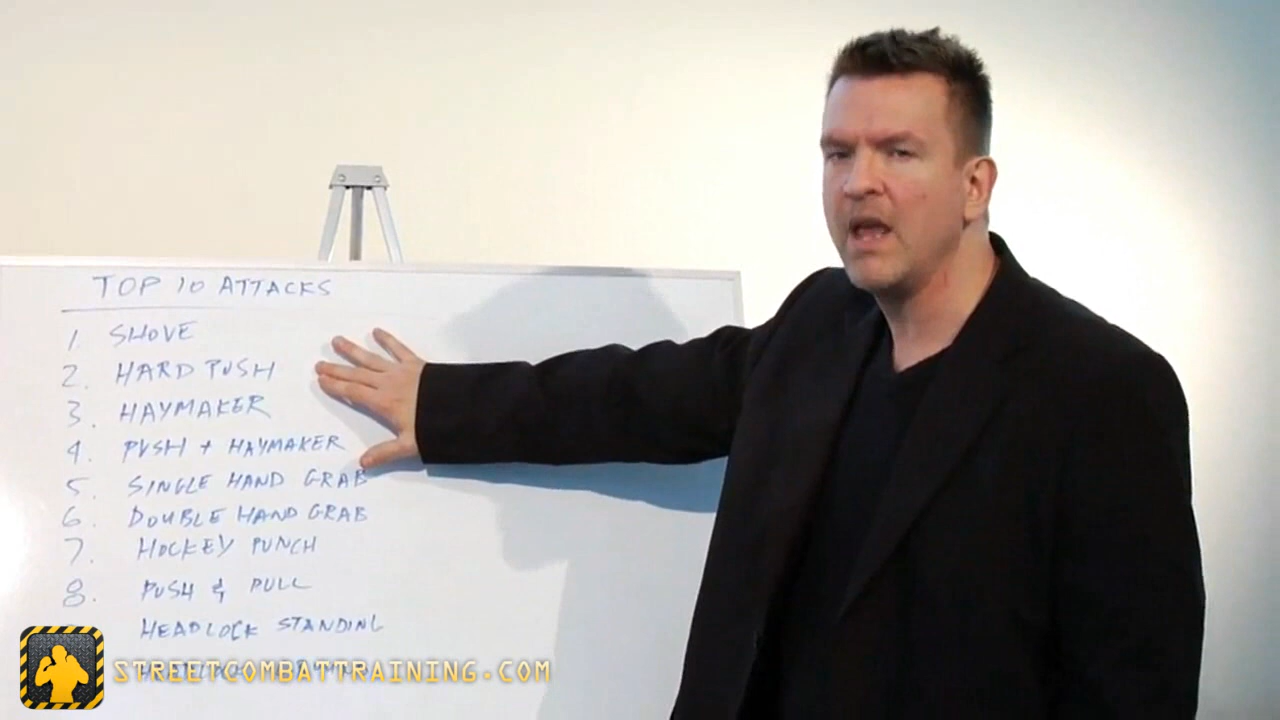 TOP 10 ATTACKS
1 SHOVE
2. HARD PUSH
3. HAYMAKER
4. PUSH + HAYMAKER
5. SINGLE HAND GRAB
6. DOUBLE HAND GRAB
7. HOCKEY PUNCH
8. PUSH & PULL
HEADLOCK STANDING
STREETCOMBATTRAINING.COM